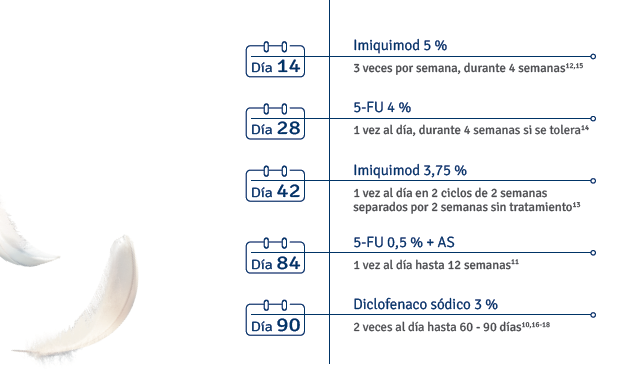 Imiquimod 5 %
Día 14
3 veces por semana, durante 4 semanas¹²,¹⁵
5-FU 4 %
Día 28
1 vez al día, durante 4 semanas si se tolera¹⁴
Imiquimod 3,75 %
Día 42
1 vez al día en 2 ciclos de 2 semanas
separados por 2 semanas sin tratamiento¹³
5-FU 0,5 % + AS
Día 84
1 vez al día hasta 12 semanas¹¹
Diclofenaco sódico 3 %
Día 90
2 veces al día hasta 60 - 90 días¹⁰,¹⁶⁻¹⁸